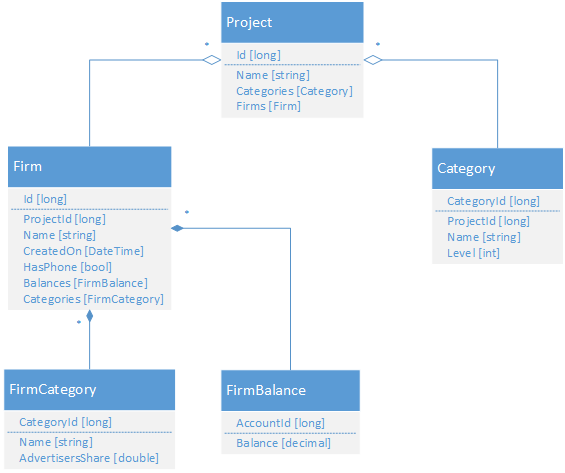 Project
Id [long]
Name [string]
Categories [Category]
Firms [Firm]
*
*
Firm
Id [long]
ProjectId [long]
Name [string]
CreatedOn [DateTime]
HasPhone [bool]
Balances [FirmBalance]
Categories [FirmCategory]
*
*
Category
CategoryId [long]
ProjectId [long]
Name [string]
Level [int]
FirmCategory
CategoryId [long]
Name [string]
AdvertisersShare [double]
FirmBalance
AccountId [long]
Balance [decimal]